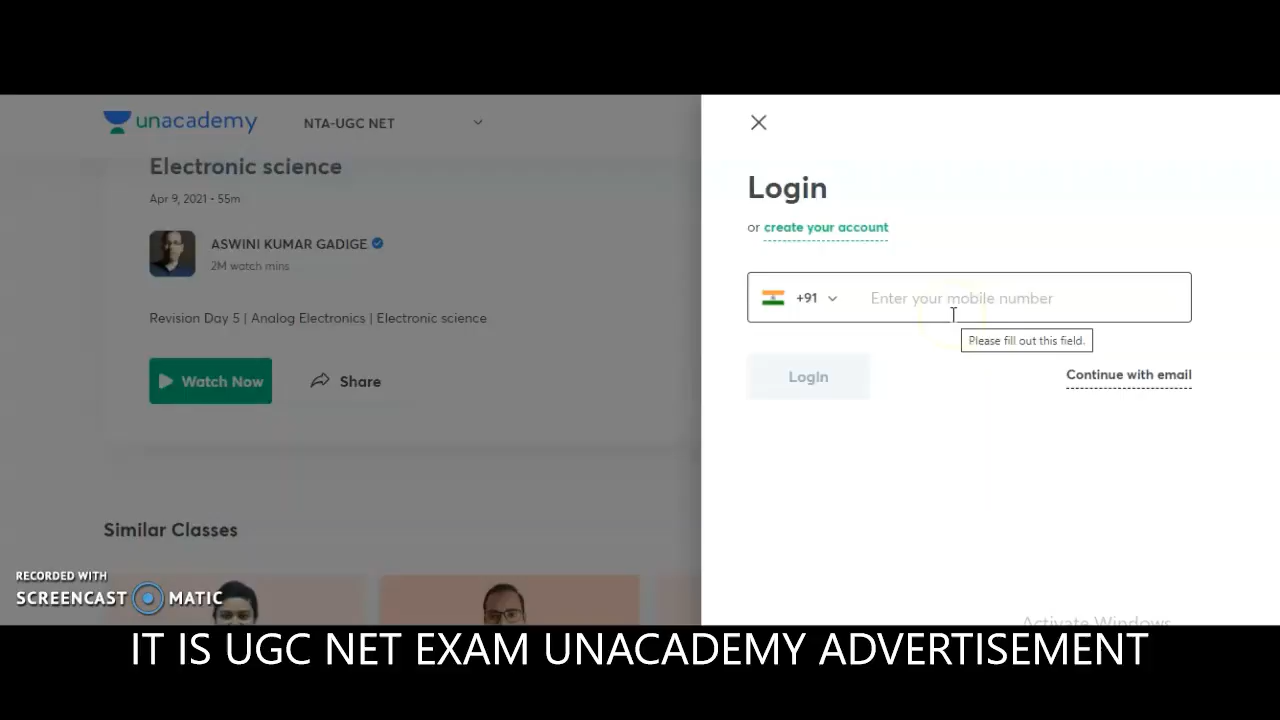 unacademy
NTA-UGC NET
Electronic science
Apr 9, 2021 • 55m
ASWINI KUMAR GADIGE
2M watch mins
Revision Day 5 | Analog Electronics | Electronic science
Watch Now
Share
Similar Classes
Login
or create your account
+91
Enter your mobile number
Please fill out this field.
Login
Continue with email
Activate Windows
RECORDED WITH
SCREENCAST MATIC
IT IS UGC NET EXAM UNACADEMY ADVERTISEMENT